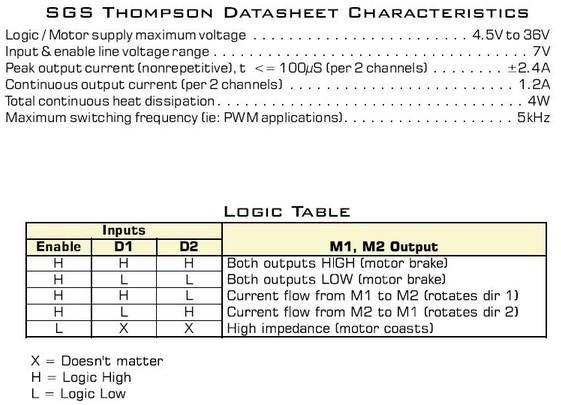 SGS THOMPSON DATASHEET CHARACTERISTICS
Logic / Motor supply maximum voltage . . . . . . . . . . . . . . . . . . . . . . . . 4.5V to 36V
Input & enable line voltage range . . . . . . . . . . . . . . . . . . . . . . . . . . . . . . . . . 7V
Peak output current (nonrepetitive), t <= 100µS (per 2 channels) . . . . . . . . ±2.4A
Continuous output current (per 2 channels) . . . . . . . . . . . . . . . . . . . . . . . . 1.2A
Total continuous heat dissipation . . . . . . . . . . . . . . . . . . . . . . . . . . . . . . . . 4W
Maximum switching frequency (ie: PWM applications) . . . . . . . . . . . . . . . . . . 5kHz
LOGIC TABLE
Inputs
Enable D1 D2 M1, M2 Output
H H H Both outputs HIGH (motor brake)
H L L Both outputs LOW (motor brake)
H H L Current flow from M1 to M2 (rotates dir 1)
H L H Current flow from M2 to M1 (rotates dir 2)
L X X High impedance (motor coasts)
X = Doesn't matter
H = Logic High
L = Logic Low